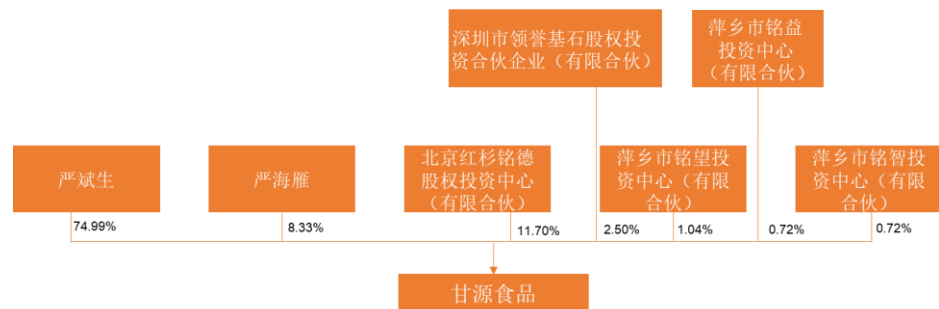 深圳市领誉基石股权投
资合伙企业（有限合伙）
萍乡市铭益
投资中心
（有限合伙）
严斌生
严海雁
北京红杉铭德
股权投资中心
（有限合伙）
萍乡市铭望投
资中心（有限
合伙）
萍乡市铭智投
资中心（有限
合伙）
74.99%
8.33%
11.70%
2.50%
1.04%
0.72%
0.72%
甘源食品